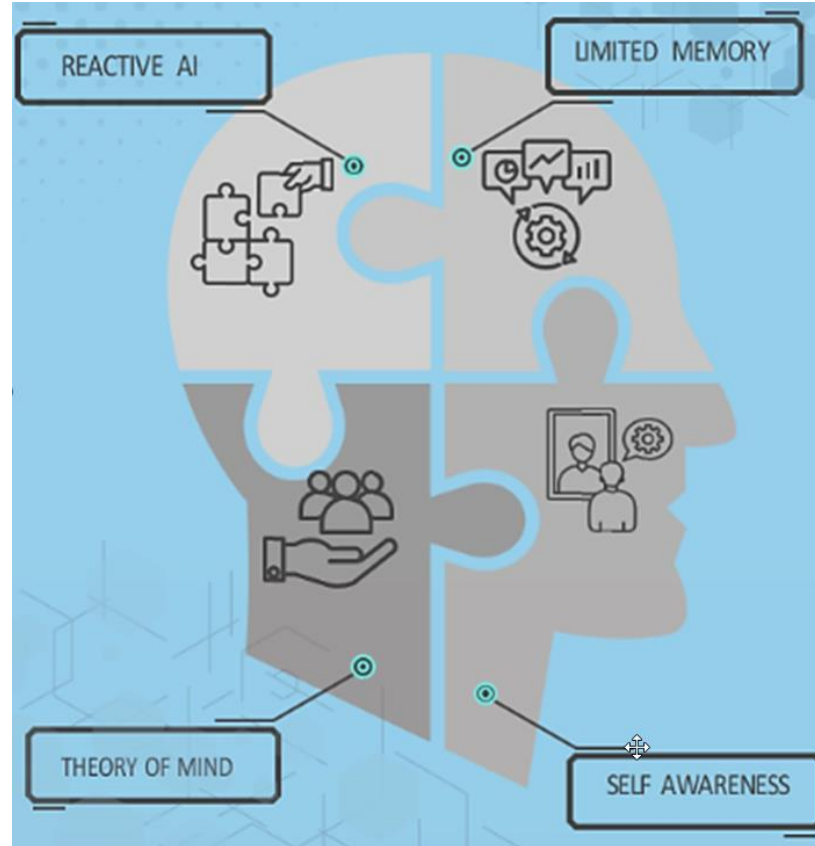 REACTIVE AI
LIMITED MEMORY
THEORY OF MIND
SELF AWARENESS